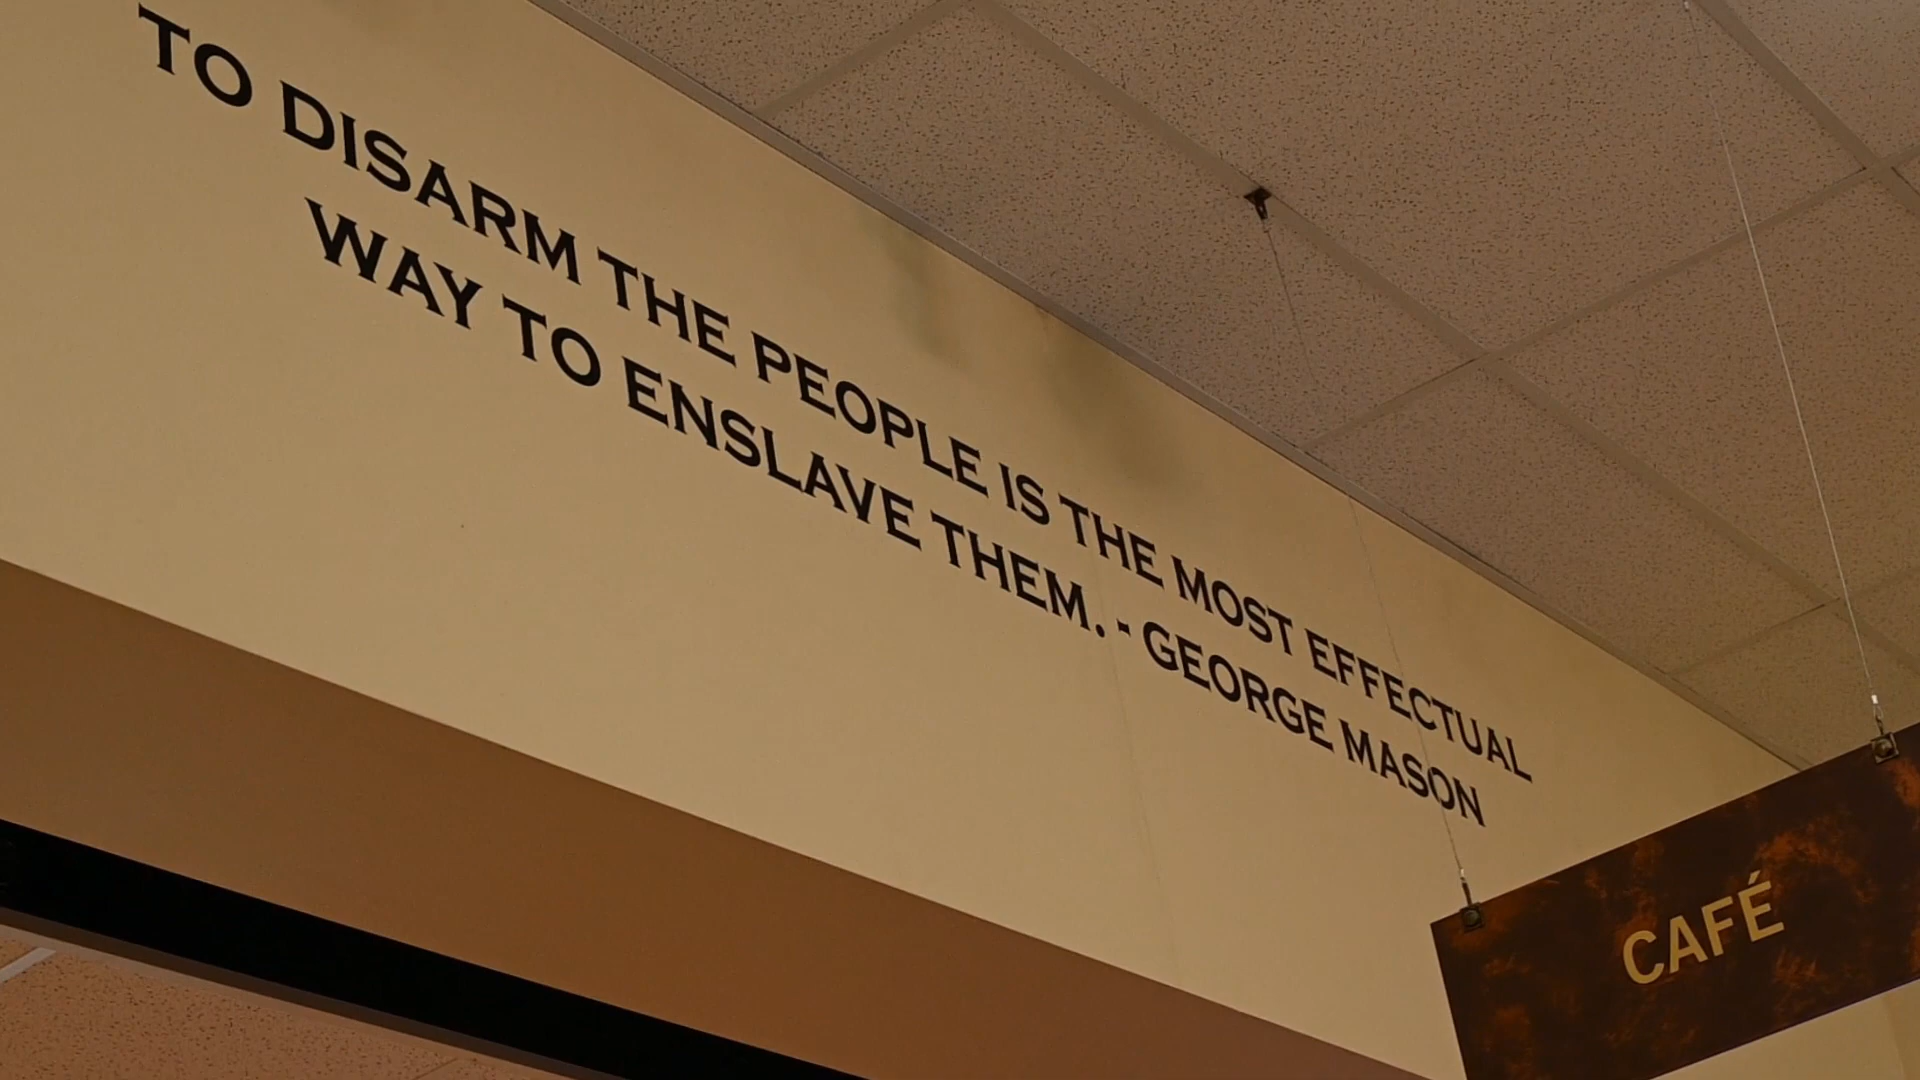 TO DISARM THE PEOPLE IS THE MOST EFFECTUAL
WAY TO ENSLAVE THEM. - GEORGE MASON
CAFÉ